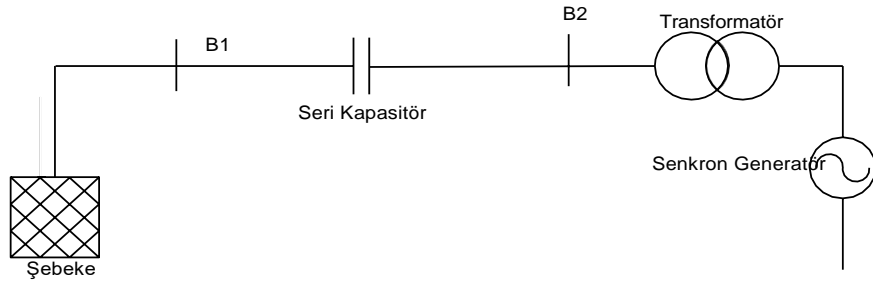 B1
B2
Transformatör
Seri Kapasitör
Senkron Generatör
Şebeke